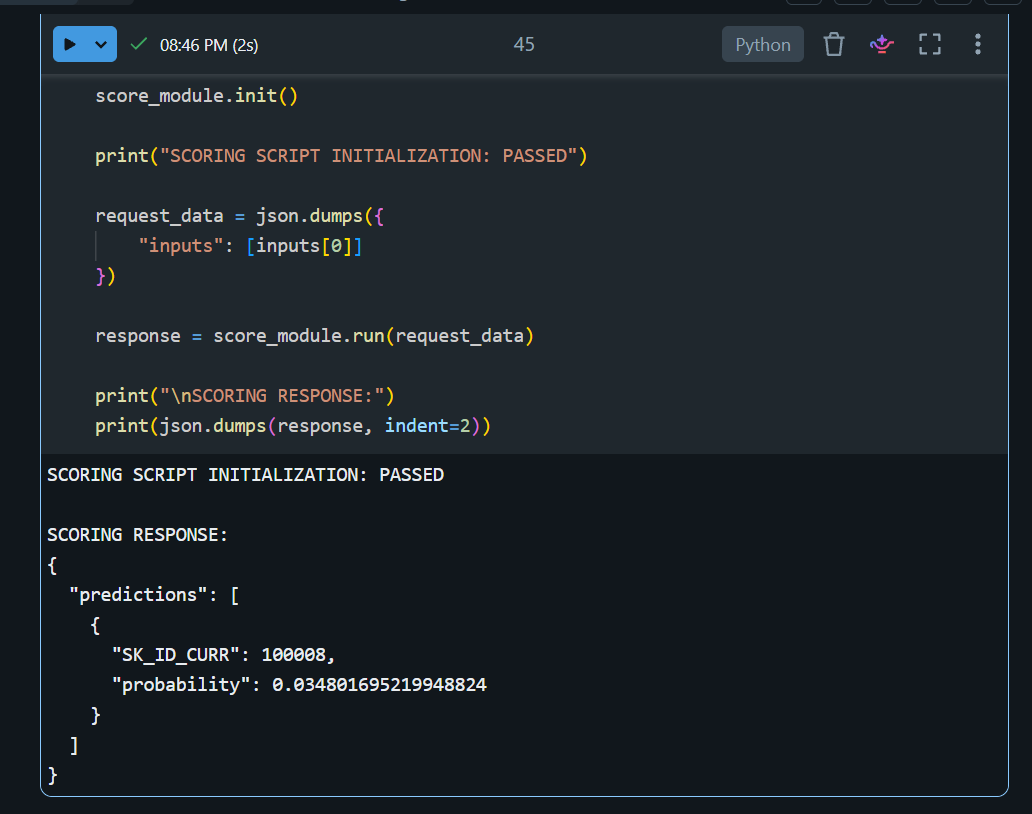 08:46 PM (2s)
45
Python
score_module.init()
print("SCORING SCRIPT INITIALIZATION: PASSED")
request_data = json.dumps({
    "inputs": [inputs[0]]
})
response = score_module.run(request_data)
print("\nSCORING RESPONSE:")
print(json.dumps(response, indent=2))
SCORING SCRIPT INITIALIZATION: PASSED
SCORING RESPONSE:
{
  "predictions": [
    {
      "SK_ID_CURR": 100008,
      "probability": 0.034801695219948824
    }
  ]
}